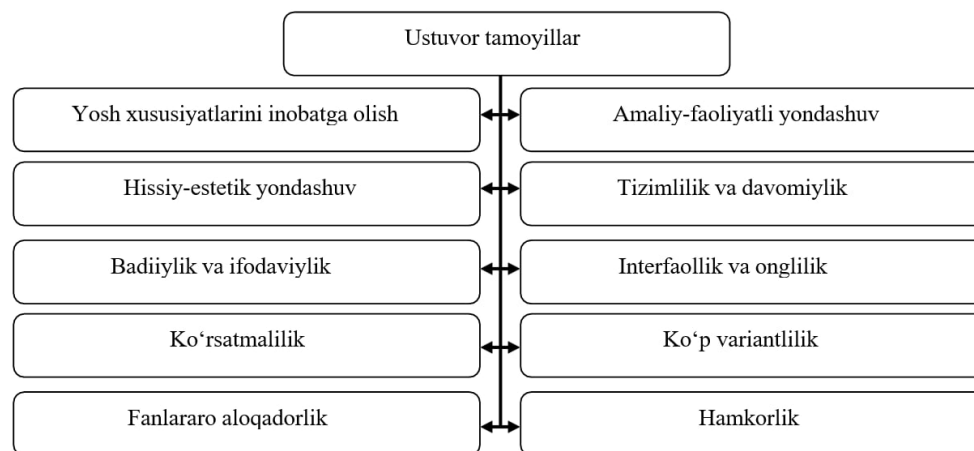 Ustuvor tamoyillar
Yosh xususiyatlarini inobatga olish
Amaliy-faoliyatli yondashuv
Hissiy-estetik yondashuv
Tizimlilik va davomiylik
Badiiylik va ifodaviylik
Interfaollik va onglilik
Ko‘rsatmalilik
Ko‘p variantlilik
Fanlararo aloqadorlik
Hamkorlik